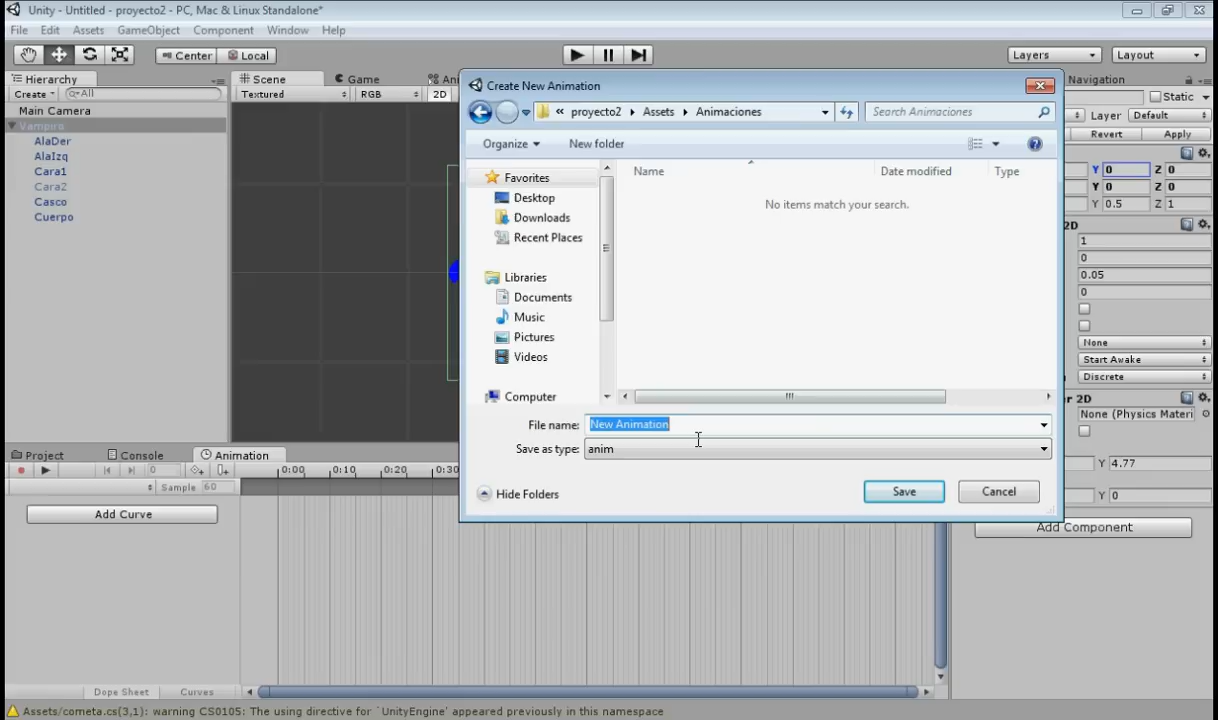 Unity - Untitled - proyecto2 - PC, Mac & Linux Standalone*
File Edit Assets GameObject Component Window Help
Center Local Layers Layout
Hierarchy Scene Game Navigation
Create All Textured RGB 2D Static
Main Camera
Vampiro
AlaDer
AlaIzq
Cara1
Cara2
Casco
Cuerpo
Create New Animation
« proyecto2 Assets Animaciones Search Animaciones
Organize New folder
Name Date modified Type
No items match your search.
Favorites
Desktop
Downloads
Recent Places
Libraries
Documents
Music
Pictures
Videos
Computer
File name: New Animation
Save as type: anim
Hide Folders Save Cancel
Layer Default
Revert Apply
Y 0 Z 0
0 Z 0
Y 0.5 Z 1
2D
1
0
0.05
0
None
Start Awake
Discrete
r 2D
None (Physics Materi
Y 4.77
Y 0
Add Component
Project Console Animation
0 0:00 0:10 0:20 0:30
Sample 60
Add Curve
Dope Sheet Curves
Assets/cometa.cs(3,1): warning CS0105: The using directive for `UnityEngine' appeared previously in this namespace